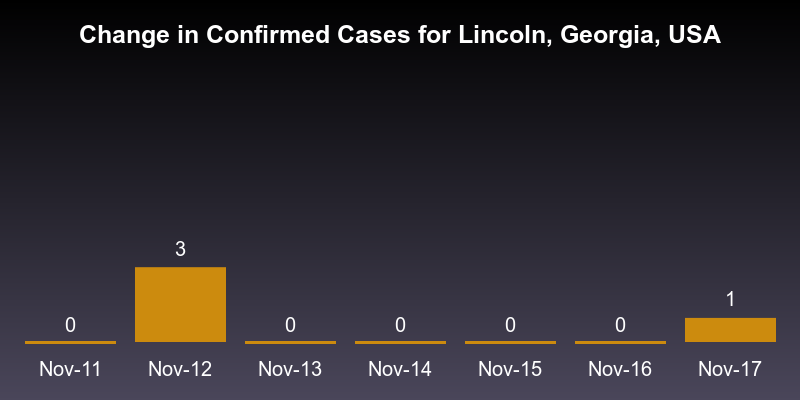 Change in Confirmed Cases for Lincoln, Georgia, USA
0 3 0 0 0 0 1
Nov-11 Nov-12 Nov-13 Nov-14 Nov-15 Nov-16 Nov-17